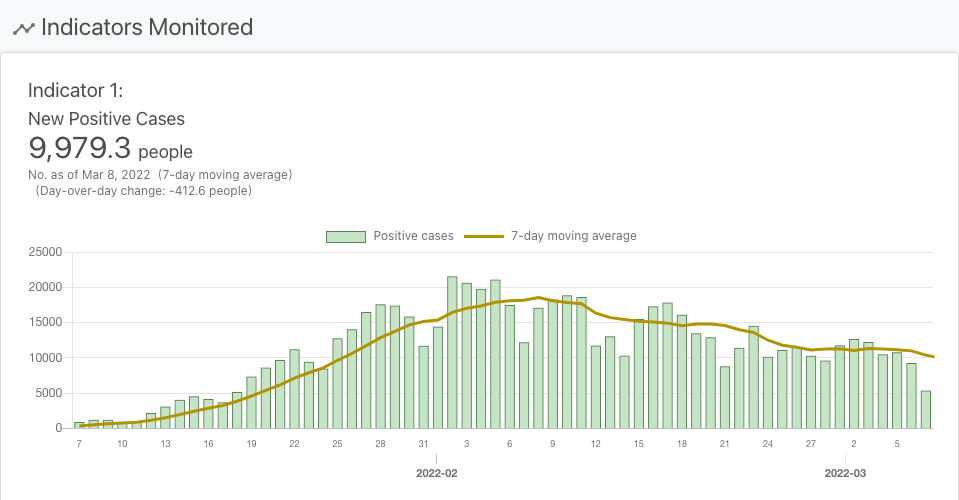 Indicators Monitored
Indicator 1:
New Positive Cases
9,979.3 people
No. as of Mar 8, 2022 (7-day moving average)
(Day-over-day change: -412.6 people)
Positive cases 7-day moving average
25000
20000
15000
10000
5000
0
7 10 13 16 19 22 25 28 31 3 6 9 12 15 18 21 24 27 2 5
2022-02 2022-03